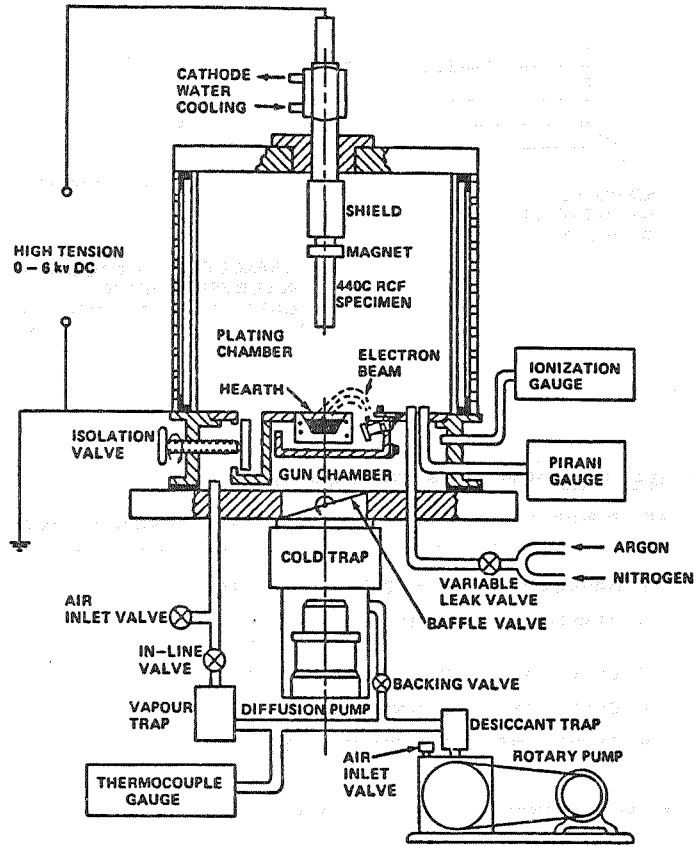 CATHODE
WATER
COOLING
SHIELD
MAGNET
440C RCF
SPECIMEN
HIGH TENSION
0 – 6 kv DC
PLATING
CHAMBER
ELECTRON
BEAM
HEARTH
IONIZATION
GAUGE
ISOLATION
VALVE
GUN CHAMBER
PIRANI
GAUGE
COLD TRAP
ARGON
NITROGEN
VARIABLE
LEAK VALVE
BAFFLE VALVE
AIR
INLET VALVE
IN–LINE
VALVE
BACKING VALVE
VAPOUR
TRAP
DIFFUSION PUMP
DESICCANT TRAP
AIR
INLET
VALVE
ROTARY PUMP
THERMOCOUPLE
GAUGE